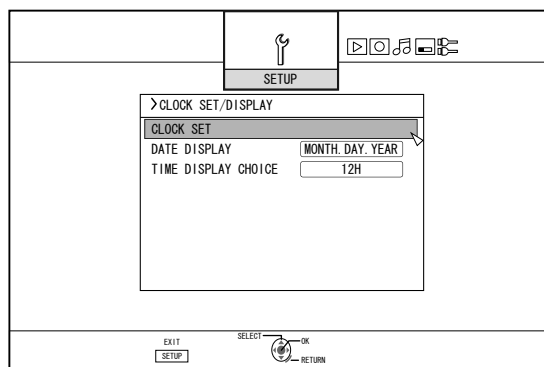 SETUP
>CLOCK SET/DISPLAY
CLOCK SET
DATE DISPLAY MONTH.DAY.YEAR
TIME DISPLAY CHOICE 12H
EXIT
SETUP
SELECT
OK
RETURN